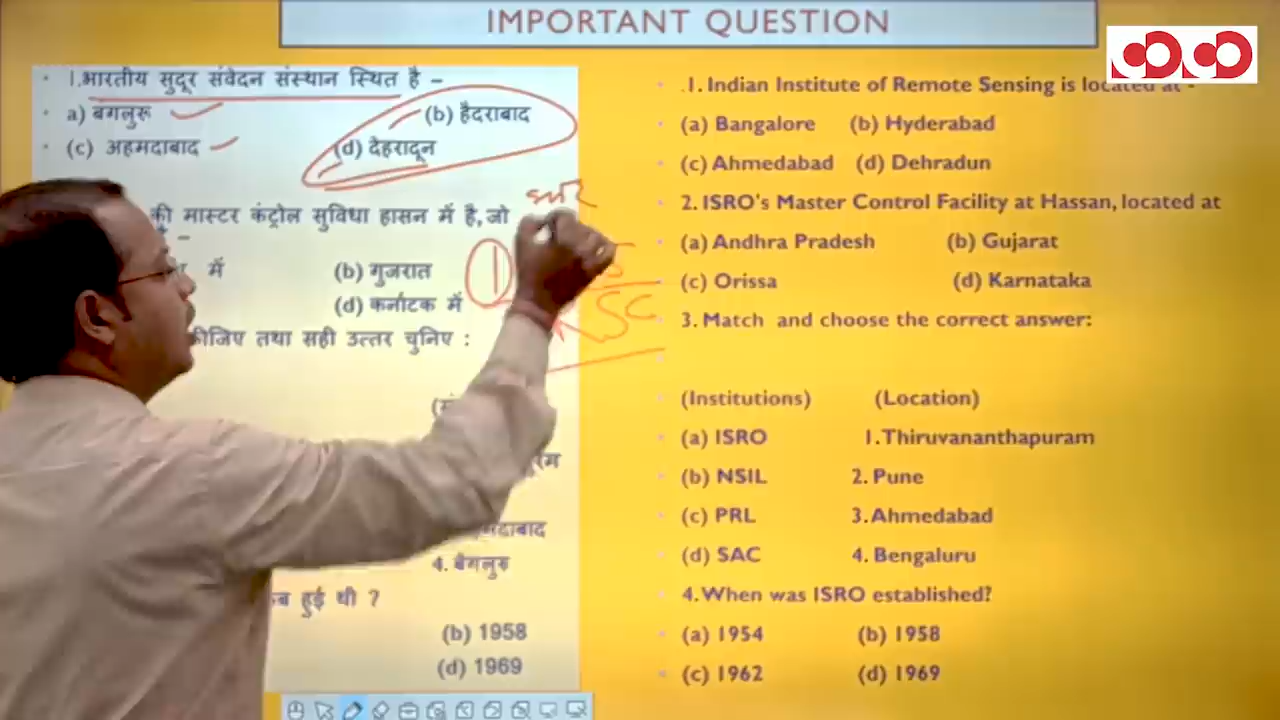 IMPORTANT QUESTION
1.भारतीय सुदूर संवेदन संस्थान स्थित है –
a) बगलुरू (b) हैदराबाद
(c) अहमदाबाद (d) देहरादून
की मास्टर कंट्रोल सुविधा हासन में है, जो
में (b) गुजरात
(d) कर्नाटक में
तथा सही उत्तर चुनिए :
4. बैगलुरु
हुई थी ?
(b) 1958
(d) 1969
1
SC
.1. Indian Institute of Remote Sensing is located at -
(a) Bangalore (b) Hyderabad
(c) Ahmedabad (d) Dehradun
2. ISRO's Master Control Facility at Hassan, located at
(a) Andhra Pradesh (b) Gujarat
(c) Orissa (d) Karnataka
3. Match and choose the correct answer:
(Institutions) (Location)
(a) ISRO 1. Thiruvananthapuram
(b) NSIL 2. Pune
(c) PRL 3. Ahmedabad
(d) SAC 4. Bengaluru
4. When was ISRO established?
(a) 1954 (b) 1958
(c) 1962 (d) 1969